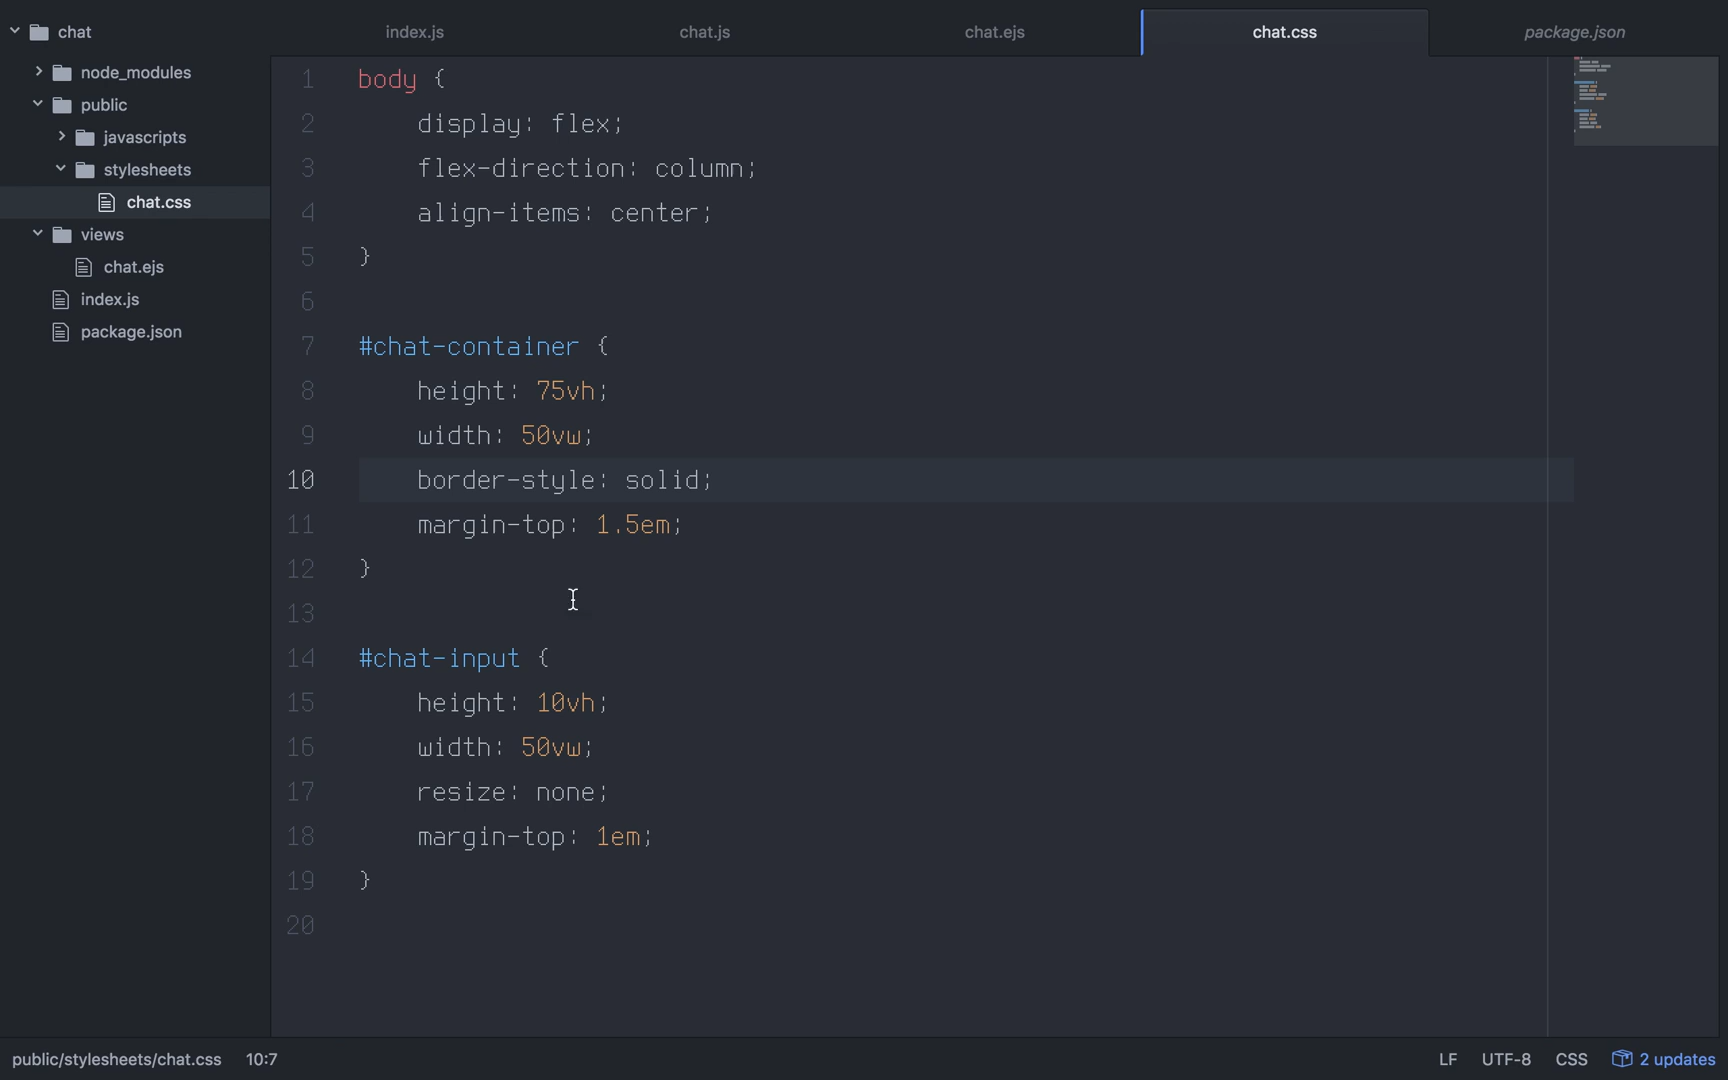 chat
node_modules
public
javascripts
stylesheets
chat.css
views
chat.ejs
index.js
package.json
index.js chat.js chat.ejs chat.css package.json
1 body {
2 display: flex;
3 flex-direction: column;
4 align-items: center;
5 }
6
7 #chat-container {
8 height: 75vh;
9 width: 50vw;
10 border-style: solid;
11 margin-top: 1.5em;
12 }
13
14 #chat-input {
15 height: 10vh;
16 width: 50vw;
17 resize: none;
18 margin-top: 1em;
19 }
20
public/stylesheets/chat.css 10:7 LF UTF-8 CSS 2 updates